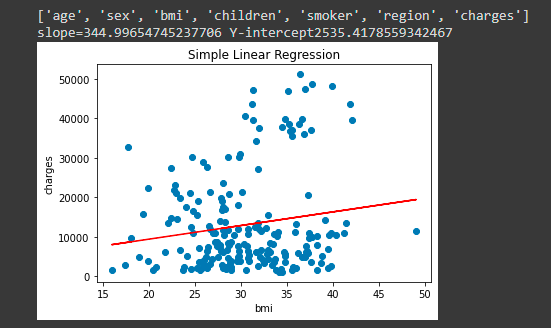 ['age', 'sex', 'bmi', 'children', 'smoker', 'region', 'charges']
slope=344.99654745237706 Y-intercept2535.4178559342467
Simple Linear Regression
50000
40000
30000
20000
10000
0
charges
15 20 25 30 35 40 45 50
bmi